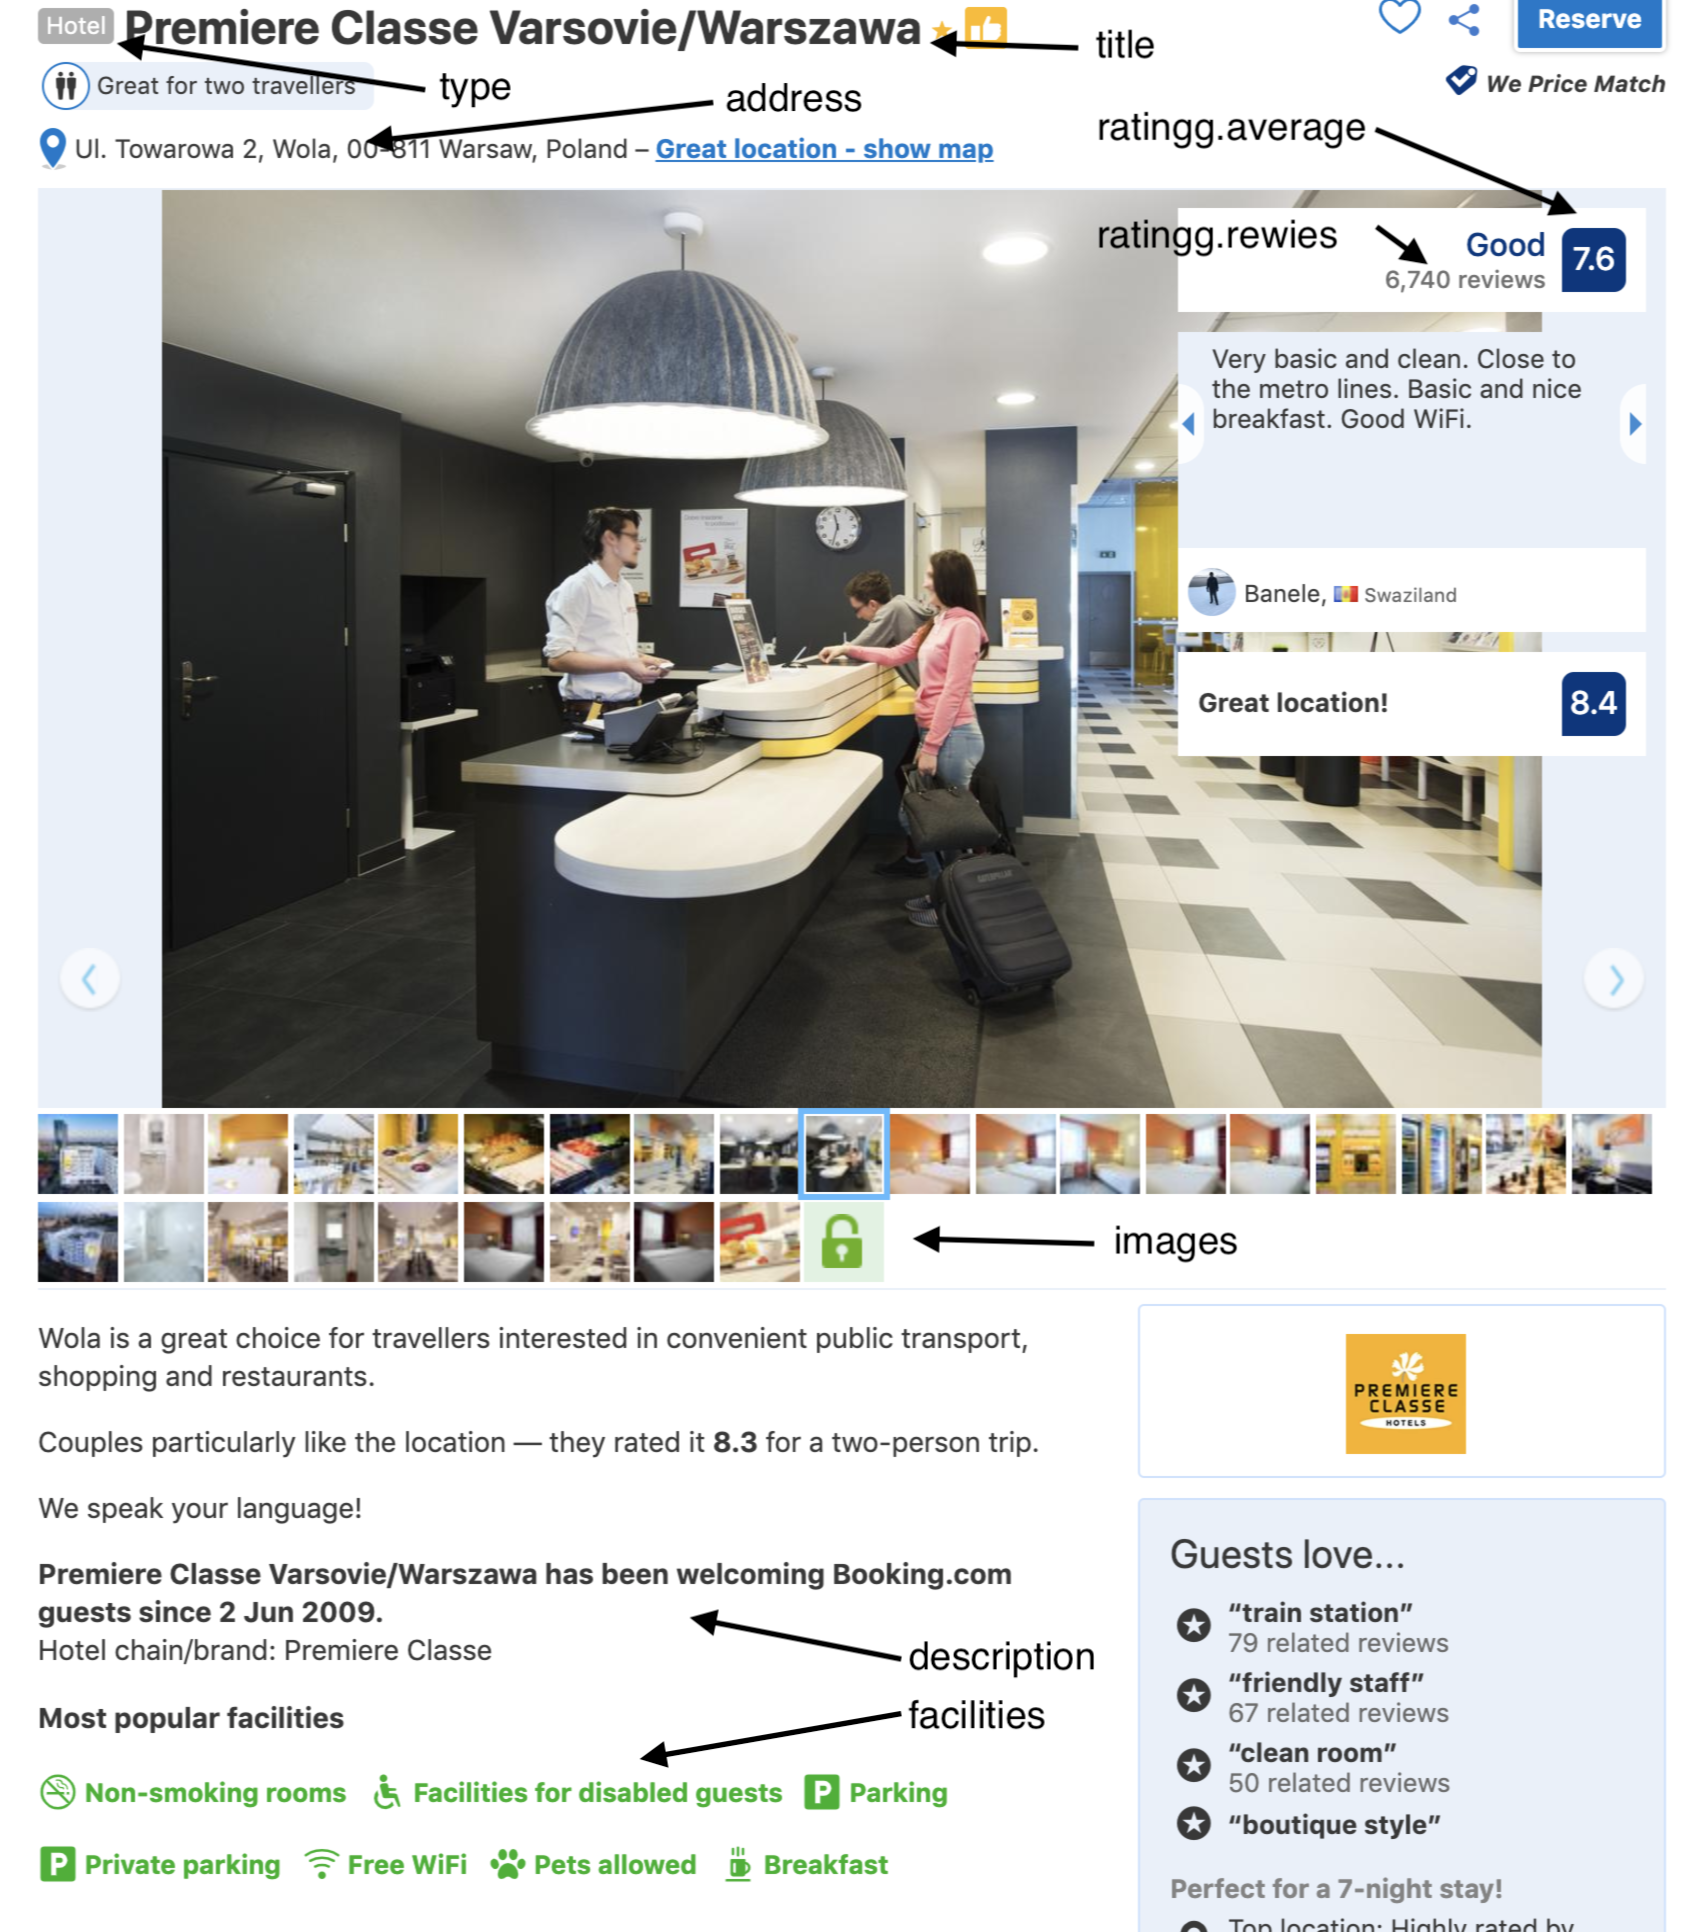 Hotel Premiere Classe Varsovie/Warszawa
Reserve
title
Great for two travellers
type
address
We Price Match
Ul. Towarowa 2, Wola, 00-811 Warsaw, Poland – Great location - show map
ratingg.average
ratingg.rewies
Good 7.6
6,740 reviews
Very basic and clean. Close to
the metro lines. Basic and nice
breakfast. Good WiFi.
Banele, Swaziland
Great location! 8.4
images
Wola is a great choice for travellers interested in convenient public transport,
shopping and restaurants.
Couples particularly like the location — they rated it 8.3 for a two-person trip.
We speak your language!
Premiere Classe Varsovie/Warszawa has been welcoming Booking.com
guests since 2 Jun 2009.
Hotel chain/brand: Premiere Classe
description
Most popular facilities
facilities
Non-smoking rooms Facilities for disabled guests P Parking
P Private parking Free WiFi Pets allowed Breakfast
PREMIERE
CLASSE
HOTELS
Guests love...
“train station”
79 related reviews
“friendly staff”
67 related reviews
“clean room”
50 related reviews
“boutique style”
Perfect for a 7-night stay!
Top location: Highly rated by